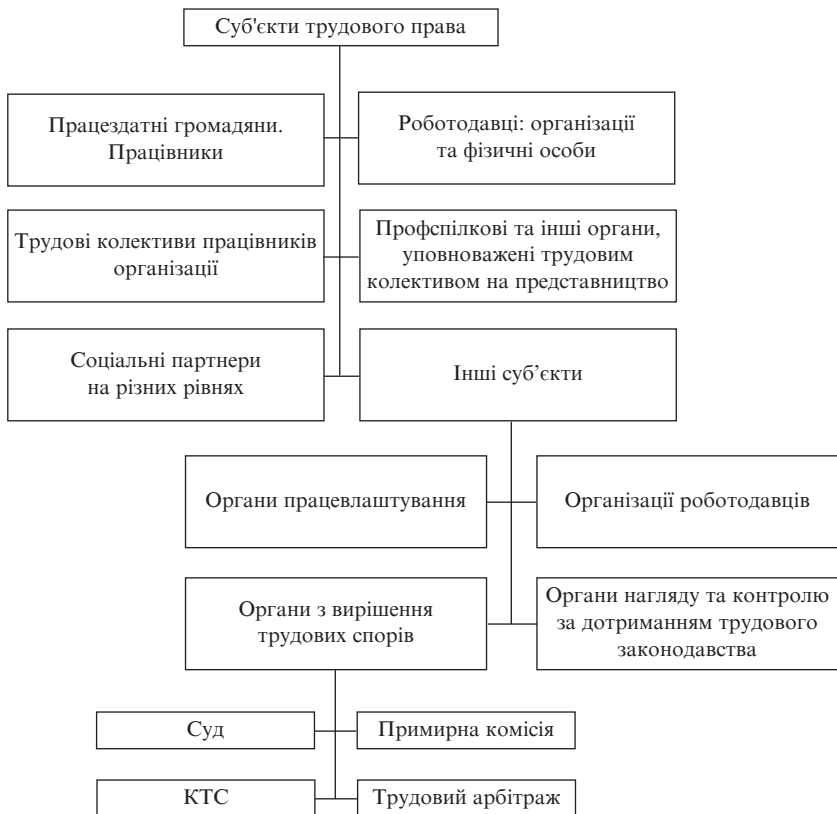 Суб'єкти трудового права
Працездатні громадяни.
Працівники
Роботодавці: організації
та фізичні особи
Трудові колективи працівників
організації
Профспілкові та інші органи,
уповноважені трудовим
колективом на представництво
Соціальні партнери
на різних рівнях
Інші суб’єкти
Органи працевлаштування
Організації роботодавців
Органи з вирішення
трудових спорів
Органи нагляду та контролю
за дотриманням трудового
законодавства
Суд
Примирна комісія
КТС
Трудовий арбітраж